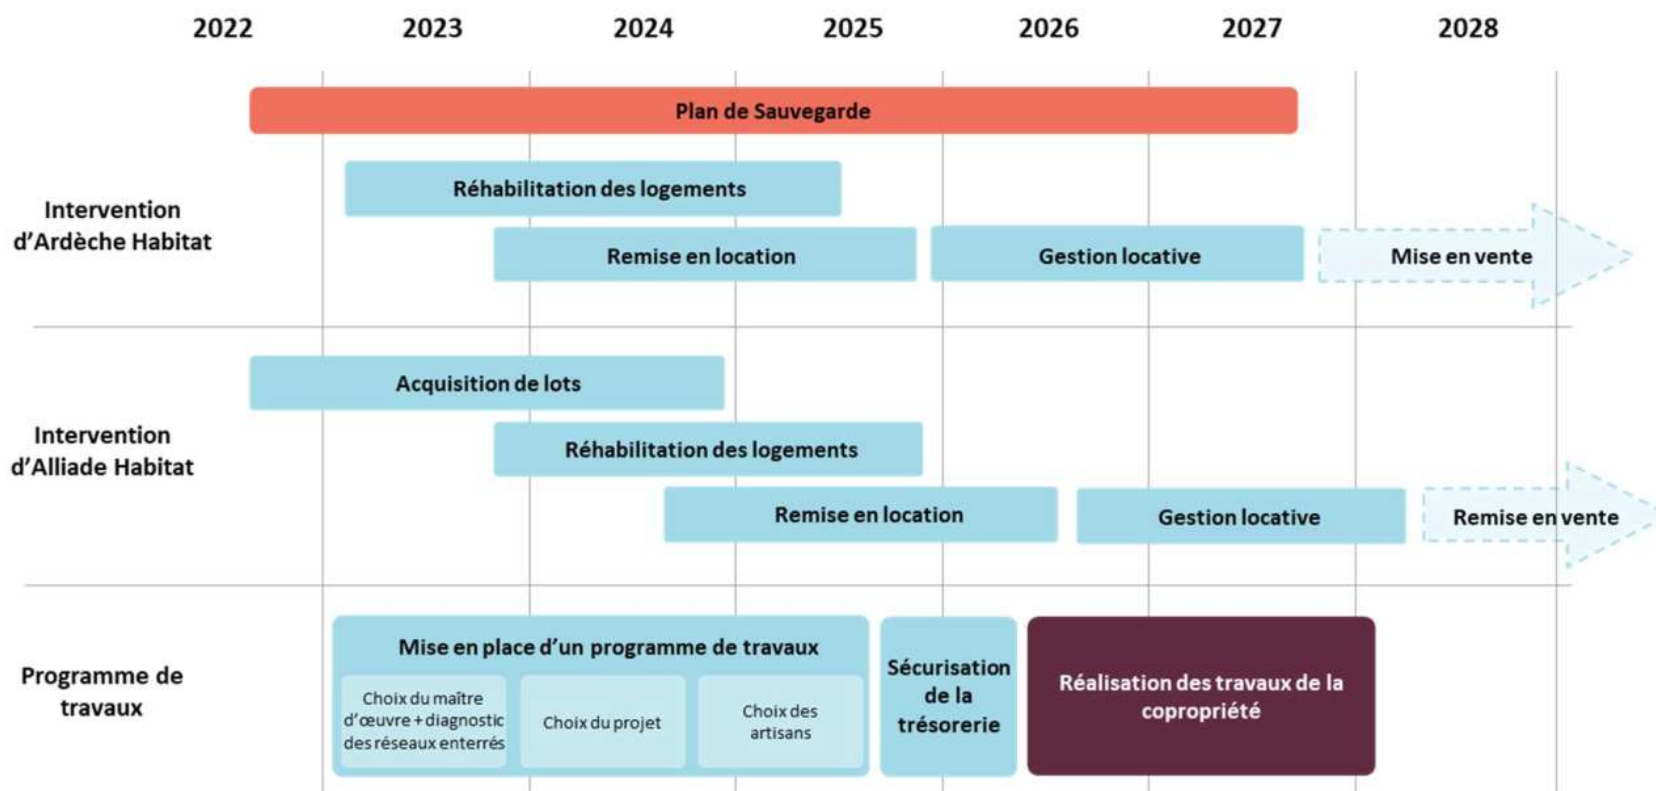 2022 2023 2024 2025 2026 2027 2028
Plan de Sauvegarde
Intervention
d'Ardèche Habitat
Réhabilitation des logements
Remise en location
Gestion locative
Mise en vente
Intervention
d'Alliade Habitat
Acquisition de lots
Réhabilitation des logements
Remise en location
Gestion locative
Remise en vente
Programme de
travaux
Mise en place d'un programme de travaux
Choix du maître
d'œuvre + diagnostic
des réseaux enterrés
Choix du projet
Choix des
artisans
Sécurisation
de la
trésorerie
Réalisation des travaux de la
copropriété